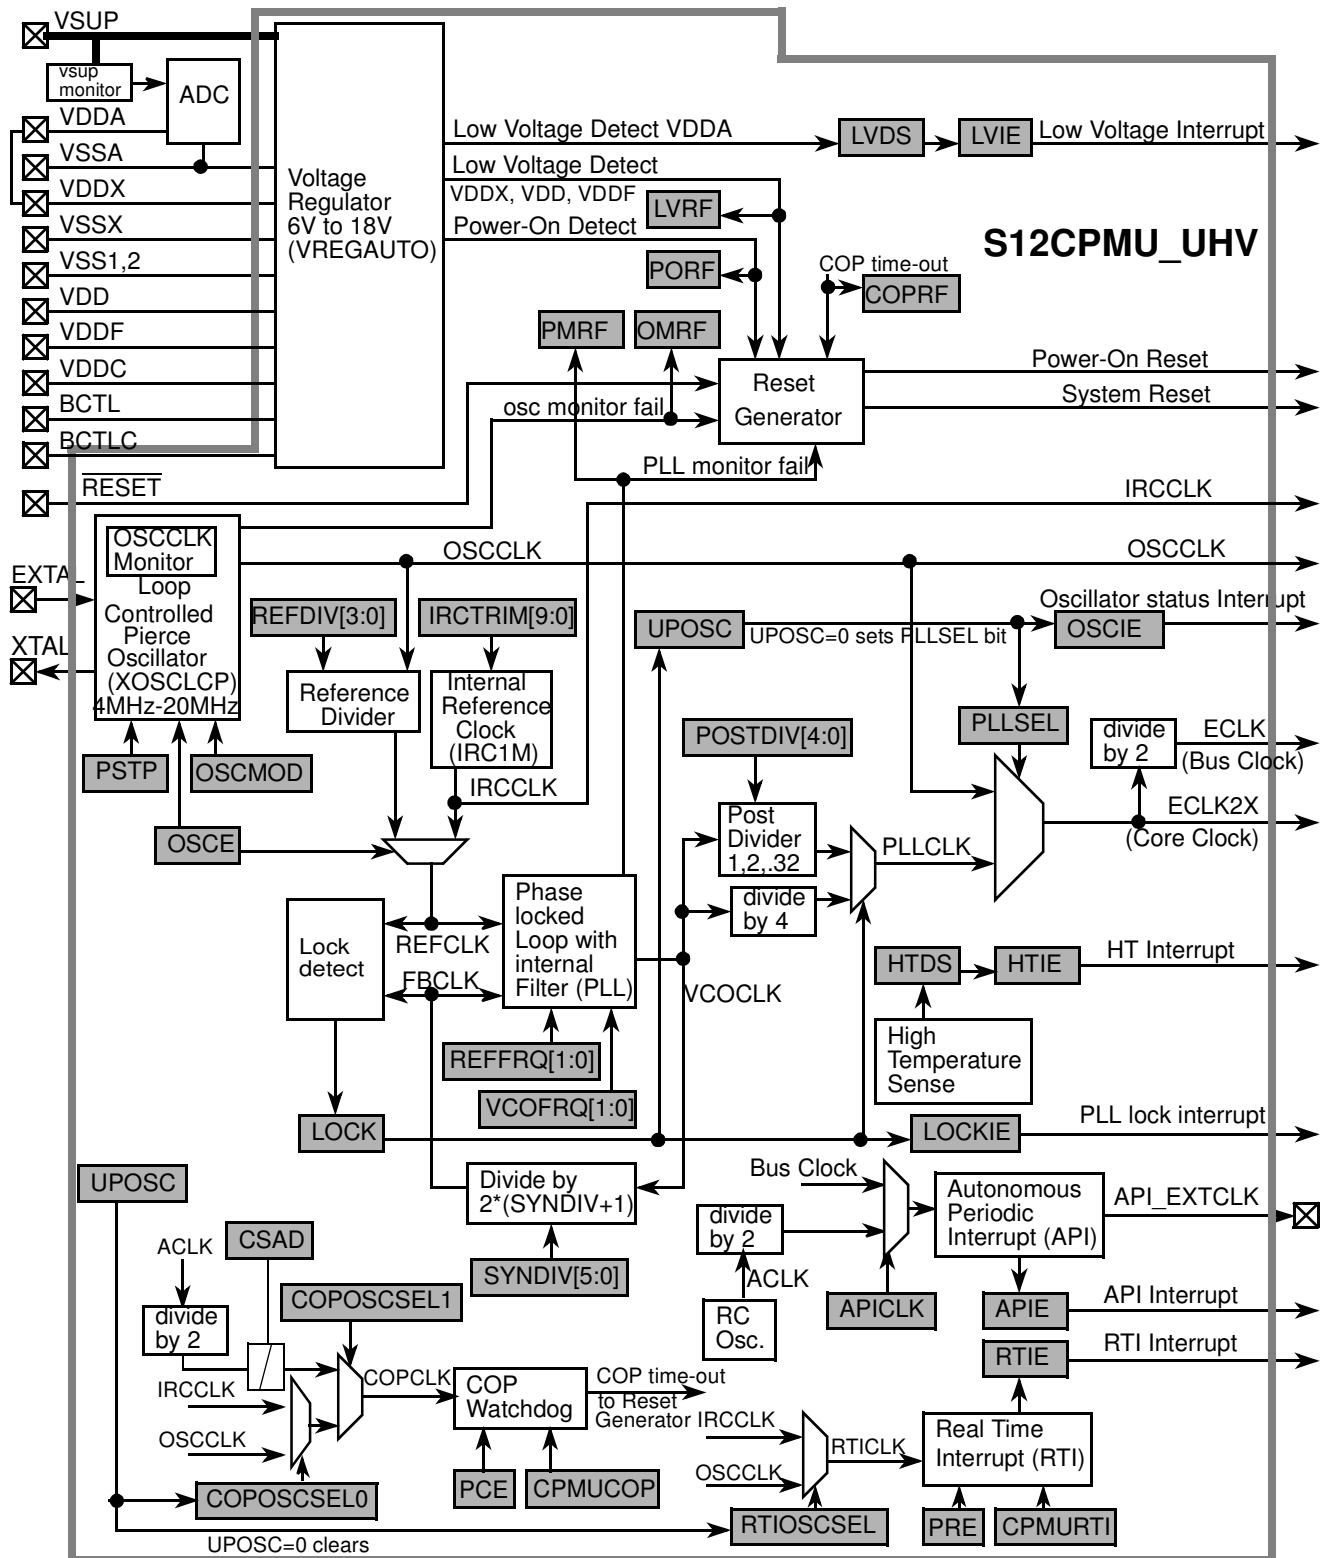 VSUP
vsup
monitor
ADC
VDDA
VSSA
VDDX
VSSX
VSS1,2
VDD
VDDF
VDDC
BCTL
BCTLC
RESET
Voltage
Regulator
6V to 18V
(VREGAUTO)
Low Voltage Detect VDDA
LVDS
LVIE
Low Voltage Interrupt
Low Voltage Detect
VDDX, VDD, VDDF
LVRF
Power-On Detect
PORF
S12CPMU_UHV
COP time-out
COPRF
PMRF
OMRF
Reset
Generator
Power-On Reset
System Reset
osc monitor fail
PLL monitor fail
IRCCLK
OSCCLK
Monitor
Loop
Controlled
Pierce
Oscillator
(XOSCLCP)
4MHz-20MHz
EXTAL
XTAL
OSCCLK
OSCCLK
REFDIV[3:0]
IRCTRIM[9:0]
UPOSC
UPOSC=0 sets PLLSEL bit
Oscillator status Interrupt
OSCIE
Reference
Divider
Internal
Reference
Clock
(IRC1M)
PSTP
OSCMOD
OSCE
IRCCLK
POSTDIV[4:0]
PLLSEL
divide
by 2
ECLK
(Bus Clock)
ECLK2X
(Core Clock)
Post
Divider
1,2,.32
PLLCLK
divide
by 4
Phase
locked
Loop with
internal
Filter (PLL)
Lock
detect
REFCLK
FBCLK
VCOCLK
REFFRQ[1:0]
VCOFRQ[1:0]
HTDS
HTIE
HT Interrupt
High
Temperature
Sense
LOCK
LOCKIE
PLL lock interrupt
UPOSC
Divide by
2*(SYNDIV+1)
SYNDIV[5:0]
Bus Clock
divide
by 2
ACLK
RC
Osc.
APICLK
Autonomous
Periodic
Interrupt (API)
API_EXTCLK
APIE
API Interrupt
RTIE
RTI Interrupt
ACLK
CSAD
divide
by 2
COPOSCSEL1
IRCCLK
OSCCLK
COPCLK
COP
Watchdog
COP time-out
to Reset
Generator
PCE
CPMUCOP
COPOSCSEL0
IRCCLK
OSCCLK
RTICLK
Real Time
Interrupt (RTI)
RTIOSCSEL
PRE
CPMURTI
UPOSC=0 clears